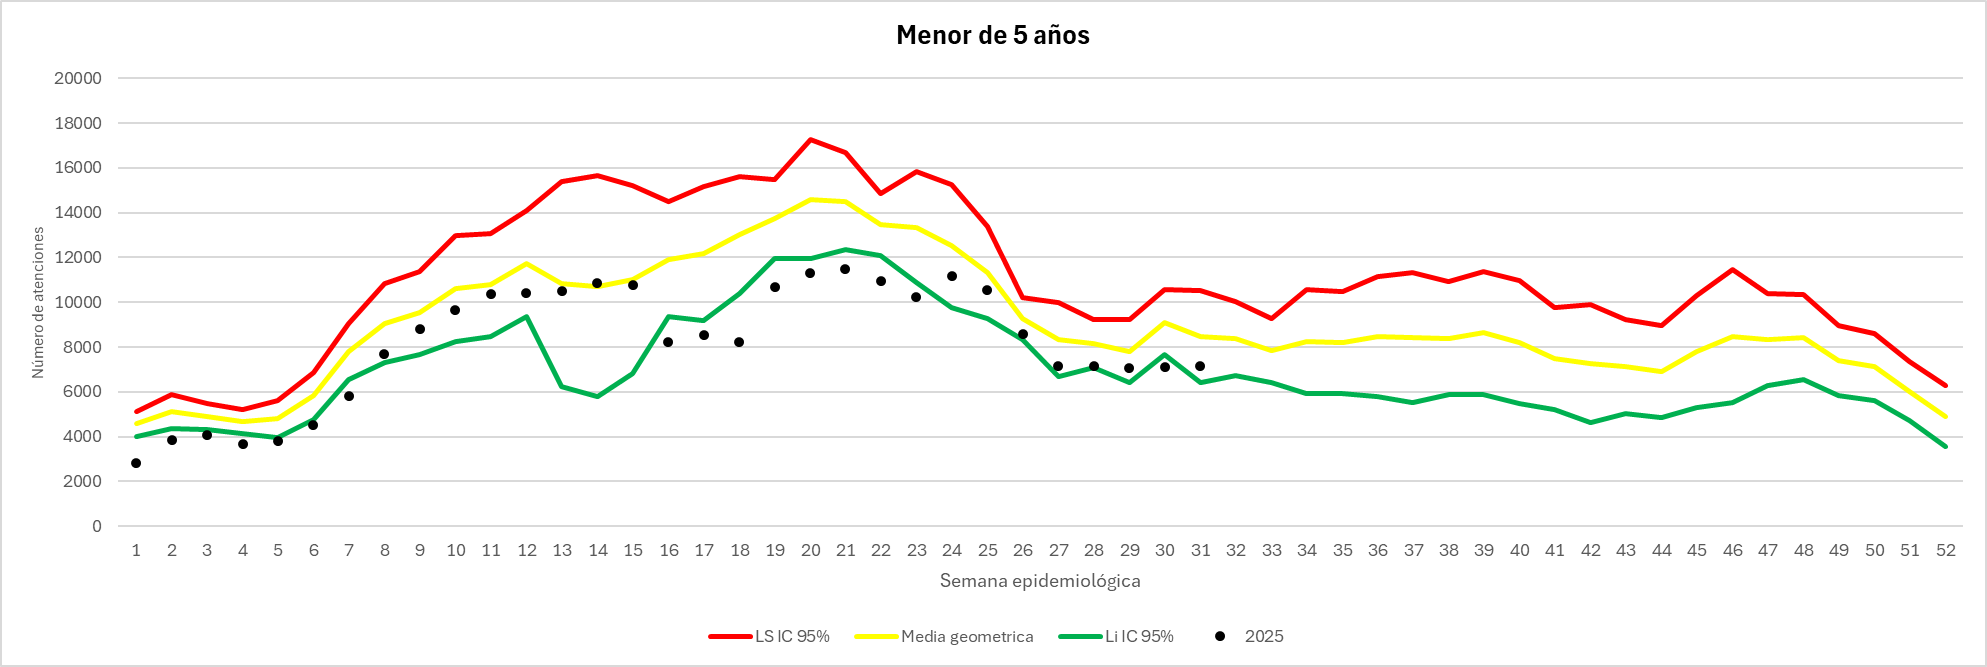 Menor de 5 años
Número de atenciones
20000
18000
16000
14000
12000
10000
8000
6000
4000
2000
0
1 2 3 4 5 6 7 8 9 10 11 12 13 14 15 16 17 18 19 20 21 22 23 24 25 26 27 28 29 30 31 32 33 34 35 36 37 38 39 40 41 42 43 44 45 46 47 48 49 50 51 52
Semana epidemiológica
LS IC 95% Media geometrica Li IC 95% 2025